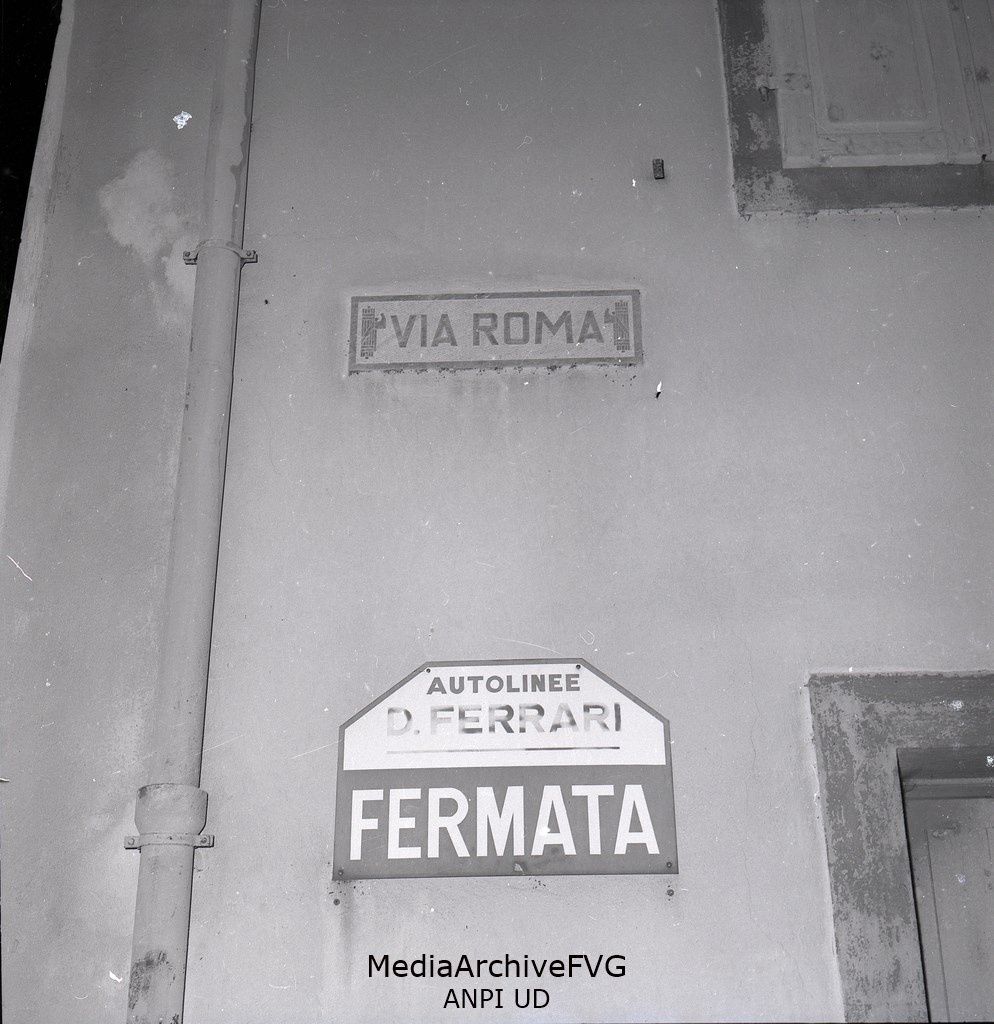 VIA ROMA
AUTOLINEE
D. FERRARI
FERMATA
MediaArchiveFVG
ANPI UD